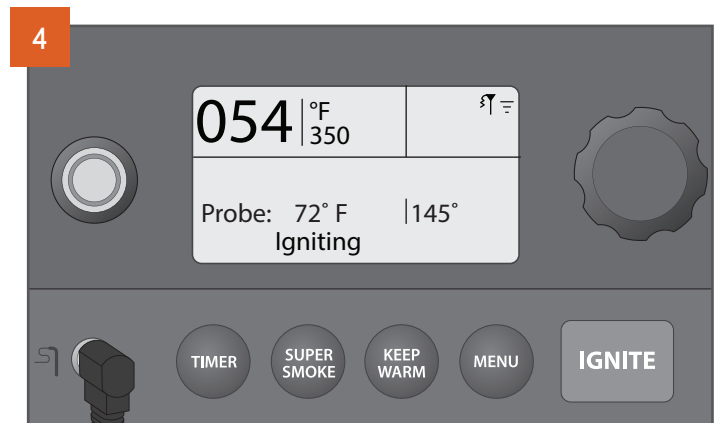 4
054 °F
350
Probe: 72° F |145°
Igniting
TIMER
SUPER
SMOKE
KEEP
WARM
MENU
IGNITE